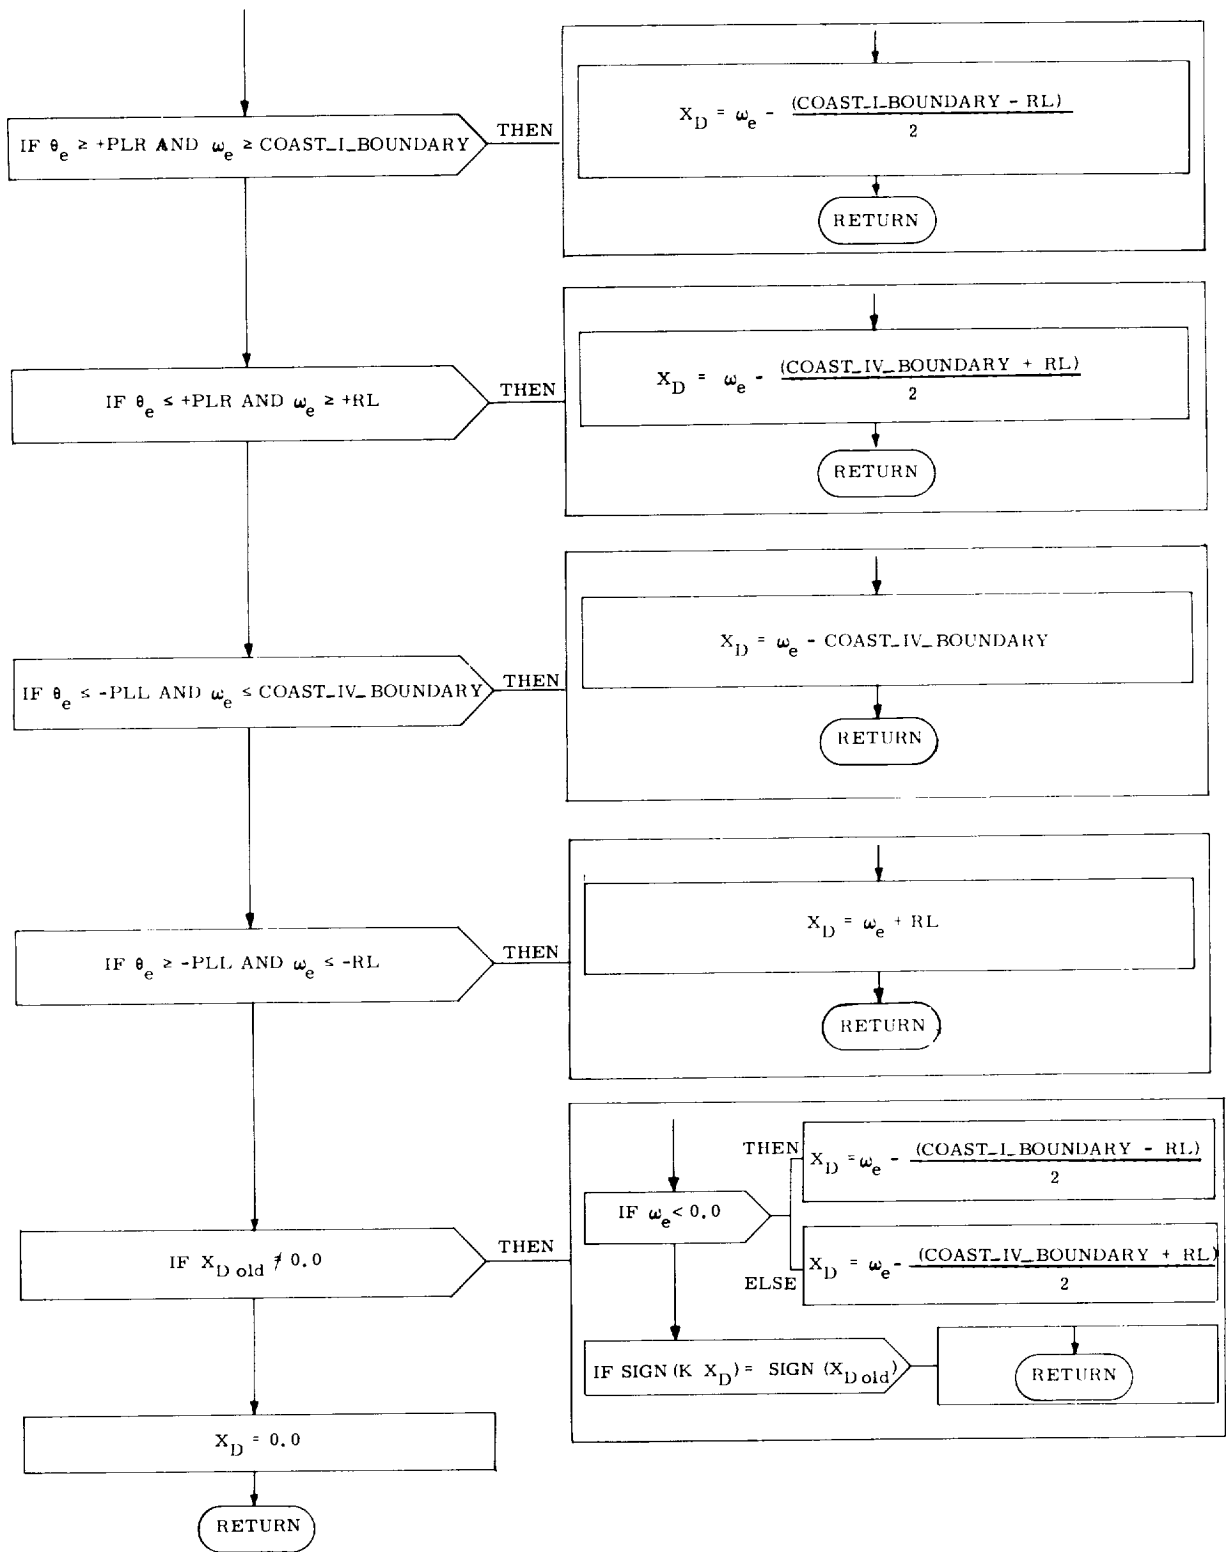 IF θe ≥ +PLR AND ωe ≥ COAST_I_BOUNDARY
THEN
XD = ωe - (COAST_I_BOUNDARY - RL)
2
RETURN
IF θe ≤ +PLR AND ωe ≥ +RL
THEN
XD = ωe - (COAST_IV_BOUNDARY + RL)
2
RETURN
IF θe ≤ -PLL AND ωe ≤ COAST_IV_BOUNDARY
THEN
XD = ωe - COAST_IV_BOUNDARY
RETURN
IF θe ≥ -PLL AND ωe ≤ -RL
THEN
XD = ωe + RL
RETURN
IF XD old ≠ 0.0
THEN
IF ωe < 0.0
THEN
XD = ωe - (COAST_I_BOUNDARY - RL)
2
ELSE
XD = ωe - (COAST_IV_BOUNDARY + RL)
2
IF SIGN (K XD) = SIGN (XD old)
RETURN
XD = 0.0
RETURN